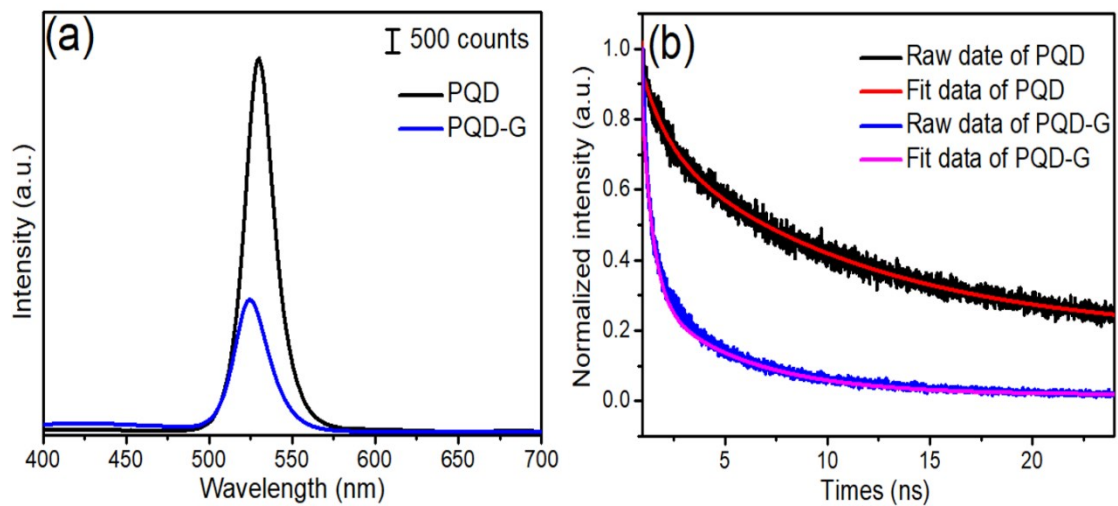 (a)
500 counts
PQD
PQD-G
Intensity (a.u.)
400 450 500 550 600 650 700
Wavelength (nm)
(b)
Raw date of PQD
Fit data of PQD
Raw data of PQD-G
Fit data of PQD-G
Normalized intensity (a.u.)
1.0
0.8
0.6
0.4
0.2
0.0
5 10 15 20
Times (ns)